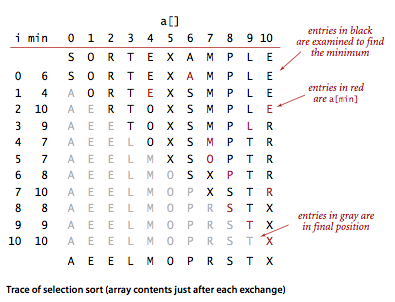 a[]
i min 0 1 2 3 4 5 6 7 8 9 10
S O R T E X A M P L E
0 6 S O R T E X A M P L E
1 4 A O R T E X S M P L E
2 10 A E R T O X S M P L E
3 9 A E E T O X S M P L R
4 7 A E E L O X S M P T R
5 7 A E E L M X S O P T R
6 8 A E E L M O S X P T R
7 10 A E E L M O P X S T R
8 8 A E E L M O P R S T X
9 9 A E E L M O P R S T X
10 10 A E E L M O P R S T X
A E E L M O P R S T X
entries in black
are examined to find
the minimum
entries in red
are a[min]
entries in gray are
in final position
Trace of selection sort (array contents just after each exchange)